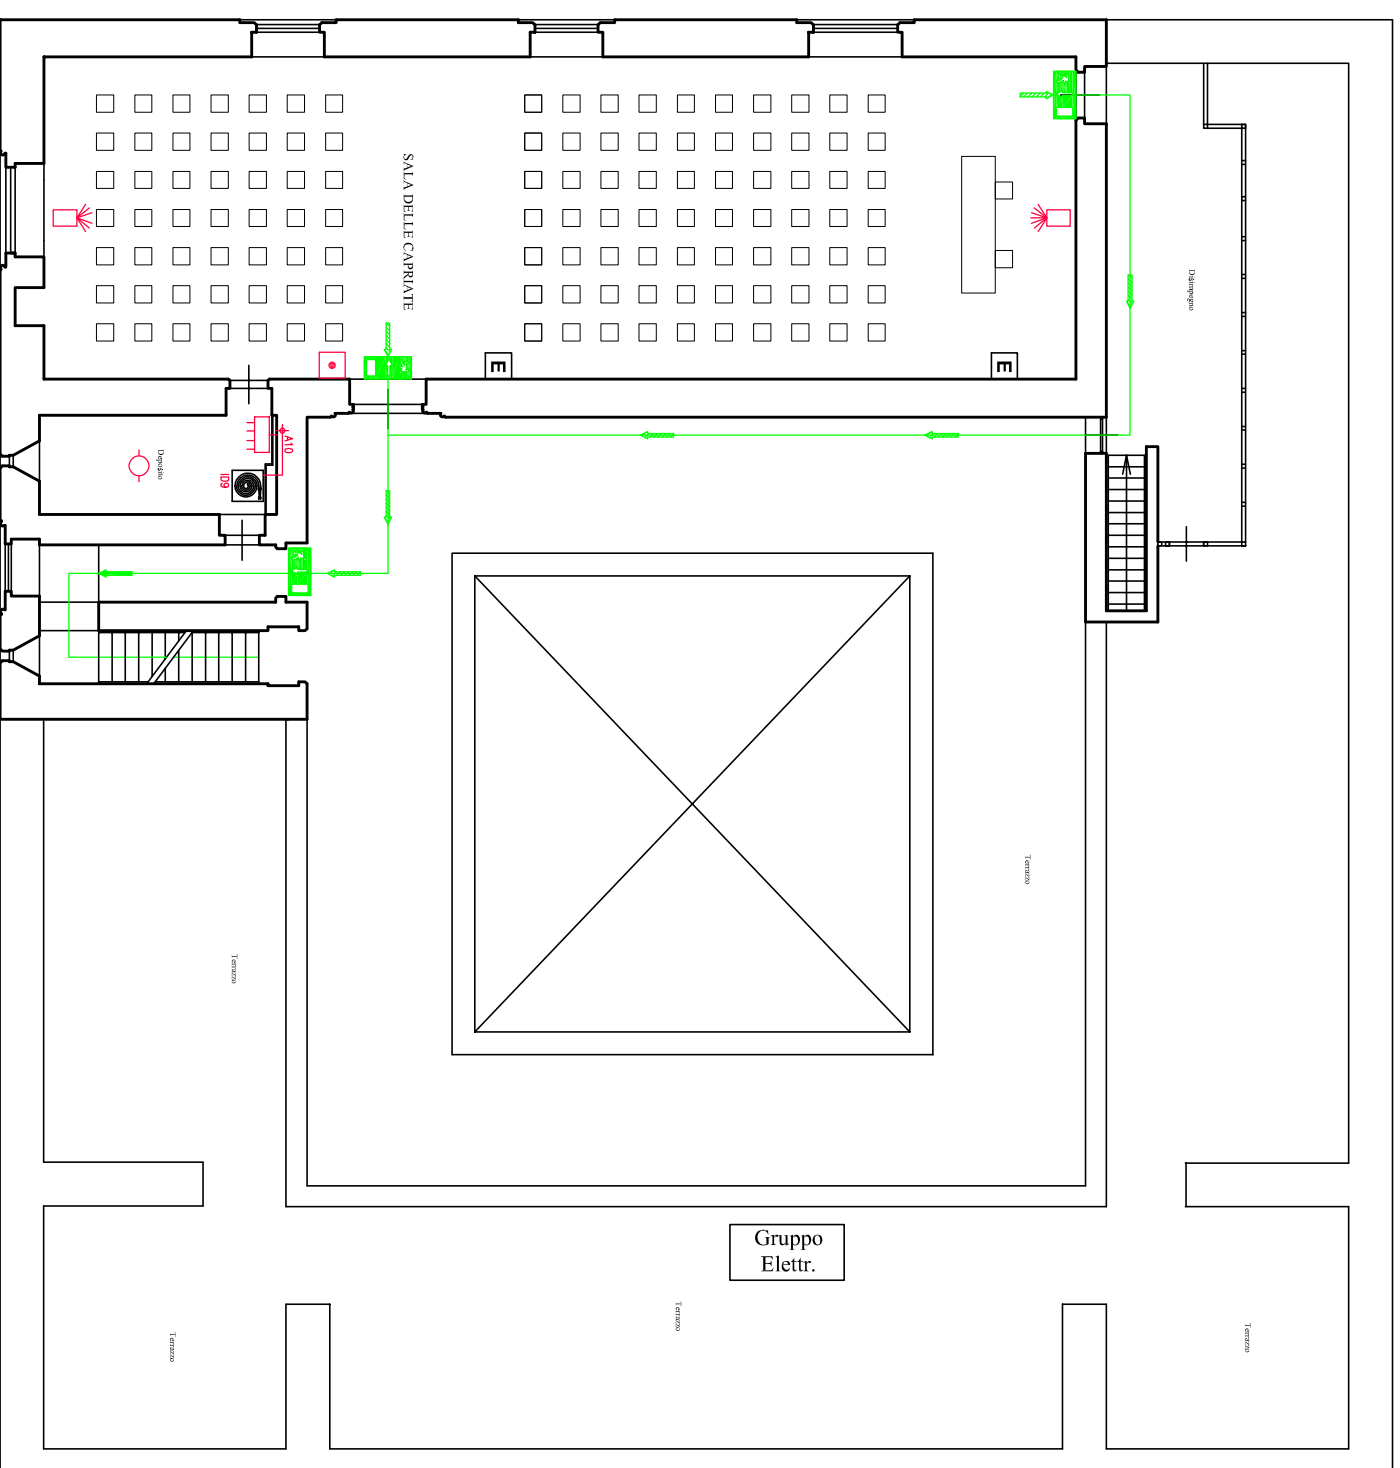 SALA DELLE CAPRIATE
Disimpegno
E
E
A10
Deposito
ID9
Terrazzo
Terrazzo
Gruppo
Elettr.
Terrazzo
Terrazzo
Terrazzo